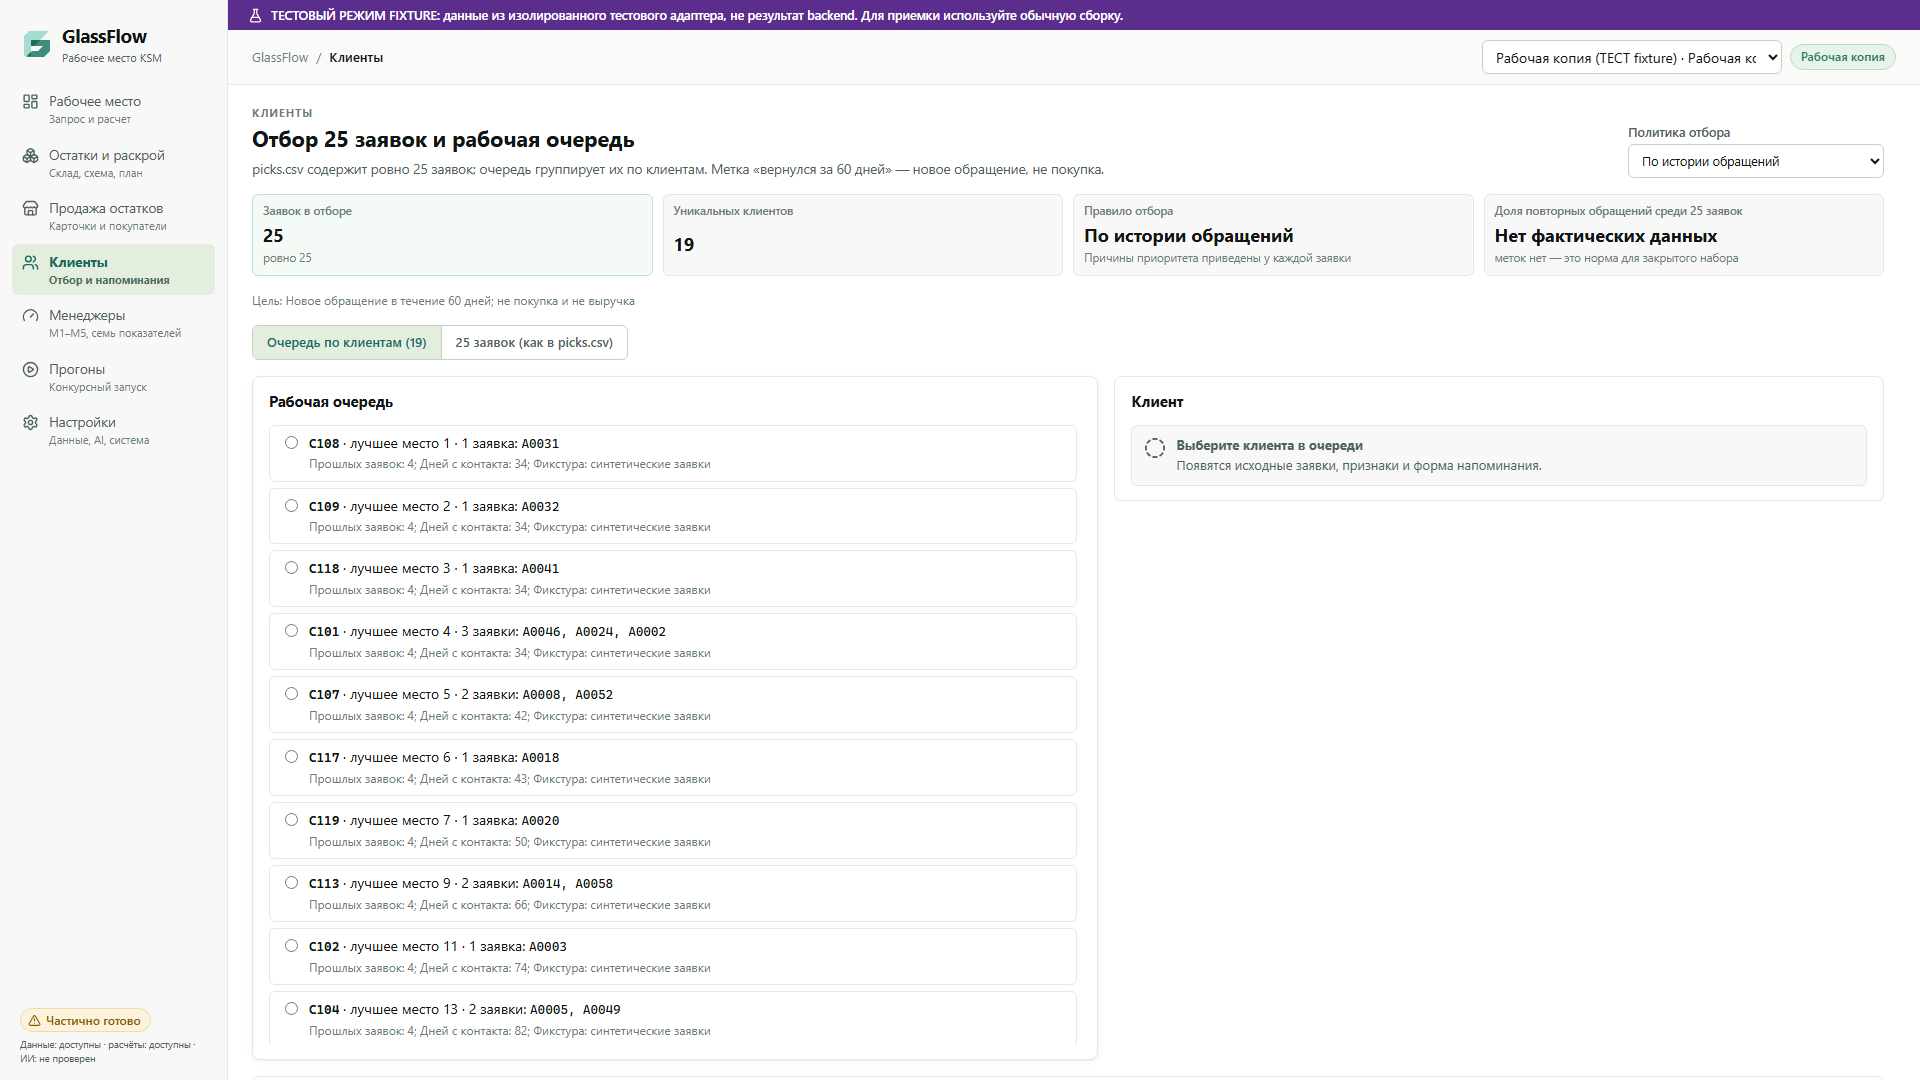 GlassFlow
Рабочее место KSM
Рабочее место
Запрос и расчет
Остатки и раскрой
Склад, схема, план
Продажа остатков
Карточки и покупатели
Клиенты
Отбор и напоминания
Менеджеры
М1–М5, семь показателей
Прогоны
Конкурсный запуск
Настройки
Данные, AI, система
Частично готово
Данные: доступны · расчёты: доступны ·
ИИ: не проверен
ТЕСТОВЫЙ РЕЖИМ FIXTURE: данные из изолированного тестового адаптера, не результат backend. Для приемки используйте обычную сборку.
GlassFlow / Клиенты
Рабочая копия (ТЕСТ fixture) · Рабочая кс
Рабочая копия
КЛИЕНТЫ
Отбор 25 заявок и рабочая очередь
picks.csv содержит ровно 25 заявок; очередь группирует их по клиентам. Метка «вернулся за 60 дней» — новое обращение, не покупка.
Политика отбора
По истории обращений
Заявок в отборе
25
ровно 25
Уникальных клиентов
19
Правило отбора
По истории обращений
Причины приоритета приведены у каждой заявки
Доля повторных обращений среди 25 заявок
Нет фактических данных
меток нет — это норма для закрытого набора
Цель: Новое обращение в течение 60 дней; не покупка и не выручка
Очередь по клиентам (19)
25 заявок (как в picks.csv)
Рабочая очередь
C108 · лучшее место 1 · 1 заявка: A0031
Прошлых заявок: 4; Дней с контакта: 34; Фикстура: синтетические заявки
C109 · лучшее место 2 · 1 заявка: A0032
Прошлых заявок: 4; Дней с контакта: 34; Фикстура: синтетические заявки
C118 · лучшее место 3 · 1 заявка: A0041
Прошлых заявок: 4; Дней с контакта: 34; Фикстура: синтетические заявки
C101 · лучшее место 4 · 3 заявки: A0046, A0024, A0002
Прошлых заявок: 4; Дней с контакта: 34; Фикстура: синтетические заявки
C107 · лучшее место 5 · 2 заявки: A0008, A0052
Прошлых заявок: 4; Дней с контакта: 42; Фикстура: синтетические заявки
C117 · лучшее место 6 · 1 заявка: A0018
Прошлых заявок: 4; Дней с контакта: 43; Фикстура: синтетические заявки
C119 · лучшее место 7 · 1 заявка: A0020
Прошлых заявок: 4; Дней с контакта: 50; Фикстура: синтетические заявки
C113 · лучшее место 9 · 2 заявки: A0014, A0058
Прошлых заявок: 4; Дней с контакта: 66; Фикстура: синтетические заявки
C102 · лучшее место 11 · 1 заявка: A0003
Прошлых заявок: 4; Дней с контакта: 74; Фикстура: синтетические заявки
C104 · лучшее место 13 · 2 заявки: A0005, A0049
Прошлых заявок: 4; Дней с контакта: 82; Фикстура: синтетические заявки
Клиент
Выберите клиента в очереди
Появятся исходные заявки, признаки и форма напоминания.